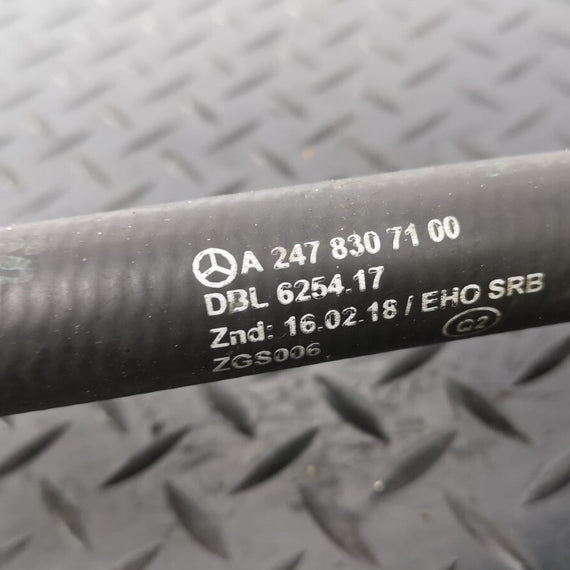 A 247 830 71 00
DBL 6254.17
Znd: 16.02.18 / EHO SRB
ZGS006 Q2